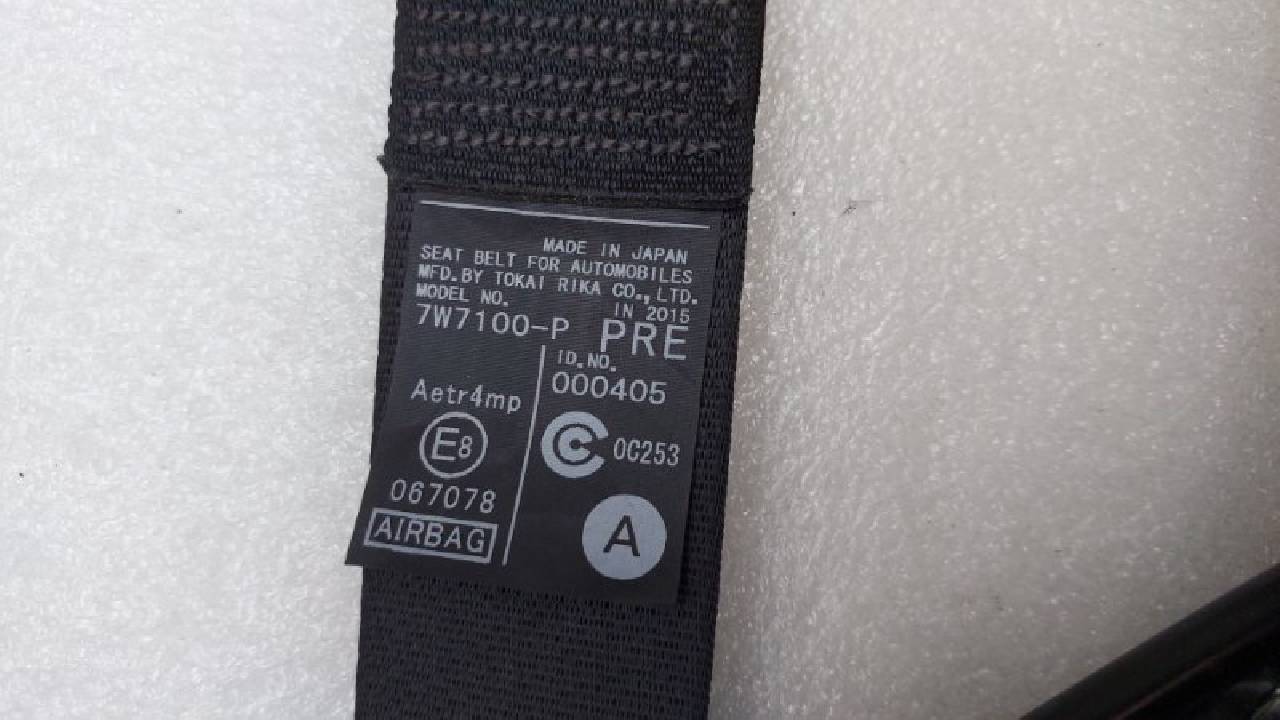 MADE IN JAPAN
SEAT BELT FOR AUTOMOBILES
MFD. BY TOKAI RIKA CO., LTD.
MODEL NO. IN 2015
7W7100-P PRE
ID. NO.
000405
Aetr4mp
E8
0C253
067078
AIRBAG
A